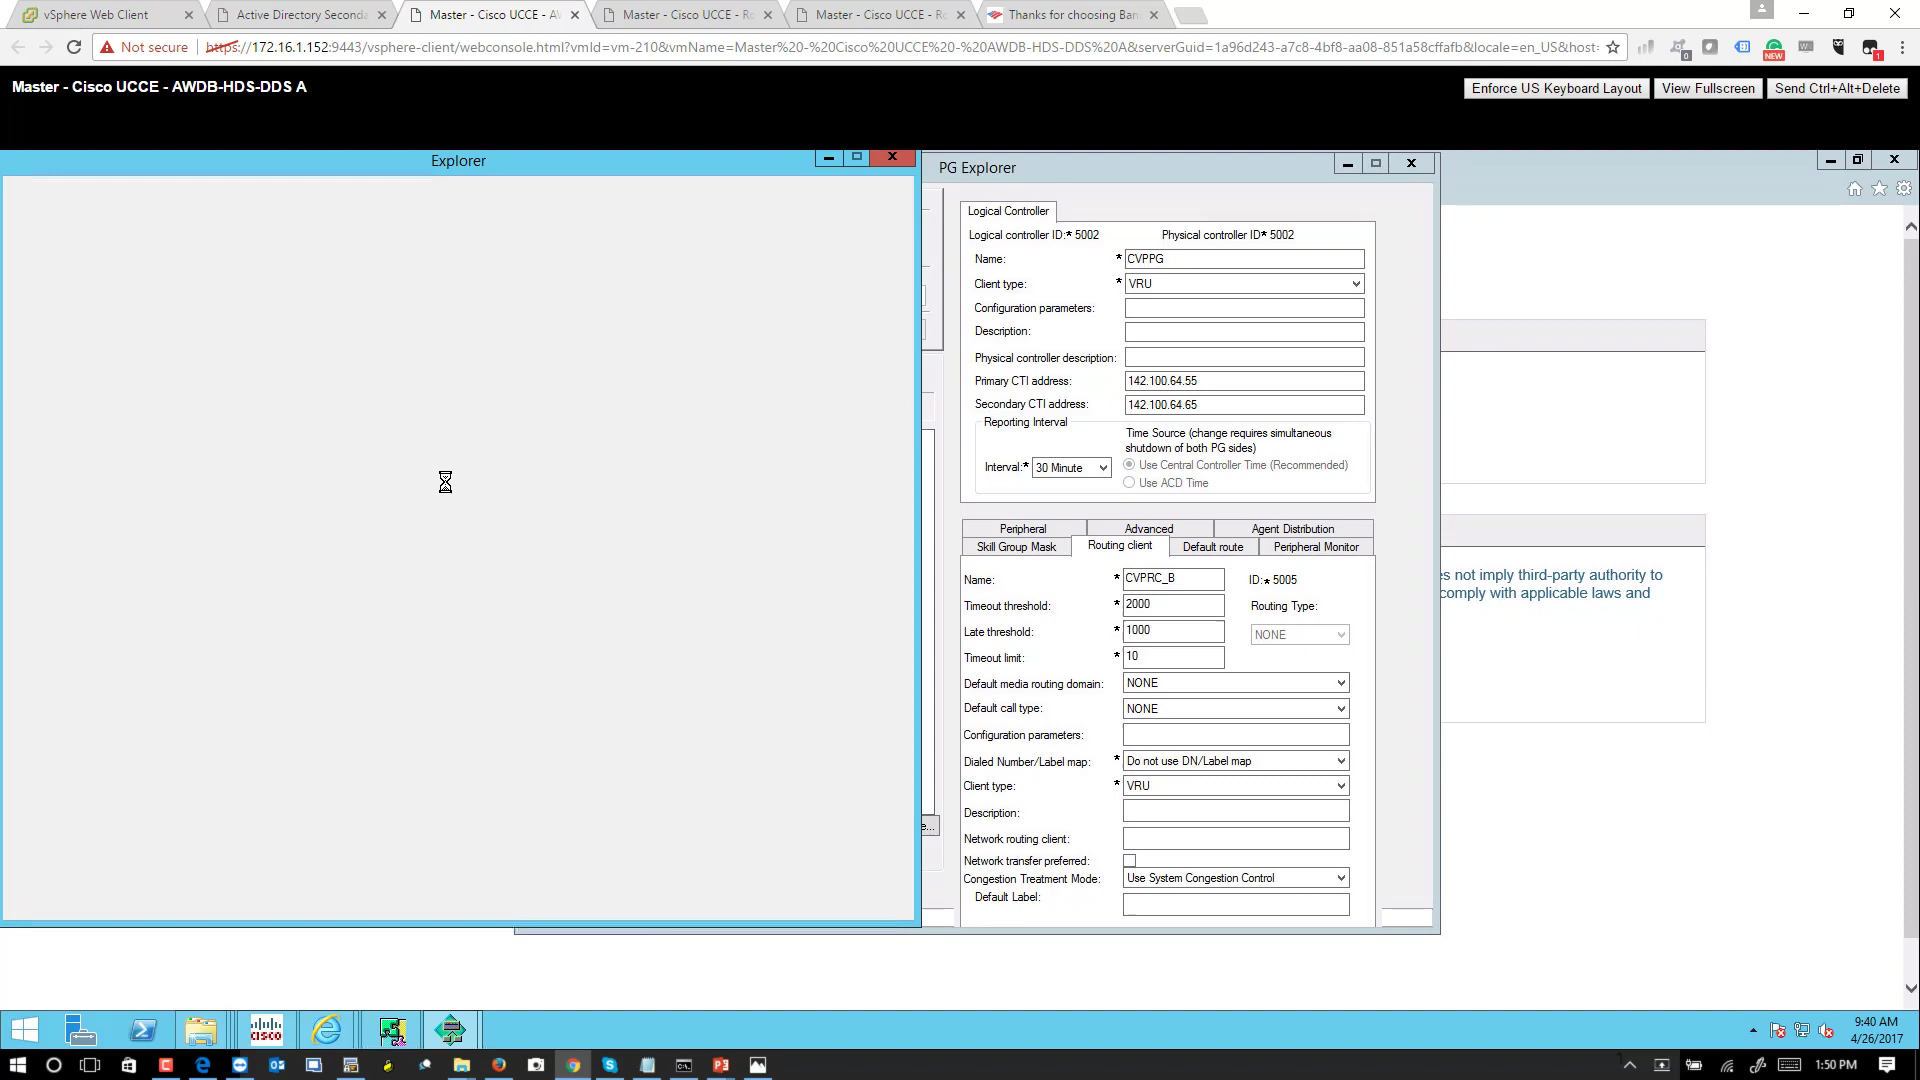 vSphere Web Client
Active Directory Seconda
Master - Cisco UCCE - AV
Master - Cisco UCCE - Ro
Master - Cisco UCCE - Ro
Thanks for choosing Ban
Not secure
https://172.16.1.152:9443/vsphere-client/webconsole.html?vmId=vm-210&vmName=Master%20-%20Cisco%20UCCE%20-%20AWDB-HDS-DDS%20A&serverGuid=1a96d243-a7c8-4bf8-aa08-851a58cffafb&locale=en_US&host:
0
NEW
1
Master - Cisco UCCE - AWDB-HDS-DDS A
Enforce US Keyboard Layout
View Fullscreen
Send Ctrl+Alt+Delete
Explorer
PG Explorer
Logical Controller
Logical controller ID:* 5002
Physical controller ID* 5002
Name: * CVPPG
Client type: * VRU
Configuration parameters:
Description:
Physical controller description:
Primary CTI address: 142.100.64.55
Secondary CTI address: 142.100.64.65
Reporting Interval
Time Source (change requires simultaneous
shutdown of both PG sides)
Interval:* 30 Minute
Use Central Controller Time (Recommended)
Use ACD Time
Peripheral
Advanced
Agent Distribution
Skill Group Mask
Routing client
Default route
Peripheral Monitor
Name: * CVPRC_B
ID:* 5005
Timeout threshold: * 2000
Routing Type:
Late threshold: * 1000
NONE
Timeout limit: * 10
Default media routing domain: NONE
Default call type: NONE
Configuration parameters:
Dialed Number/Label map: * Do not use DN/Label map
Client type: * VRU
Description:
e...
Network routing client:
Network transfer preferred:
Congestion Treatment Mode: Use System Congestion Control
Default Label:
es not imply third-party authority to
comply with applicable laws and
cisco
9:40 AM
4/26/2017
1:50 PM